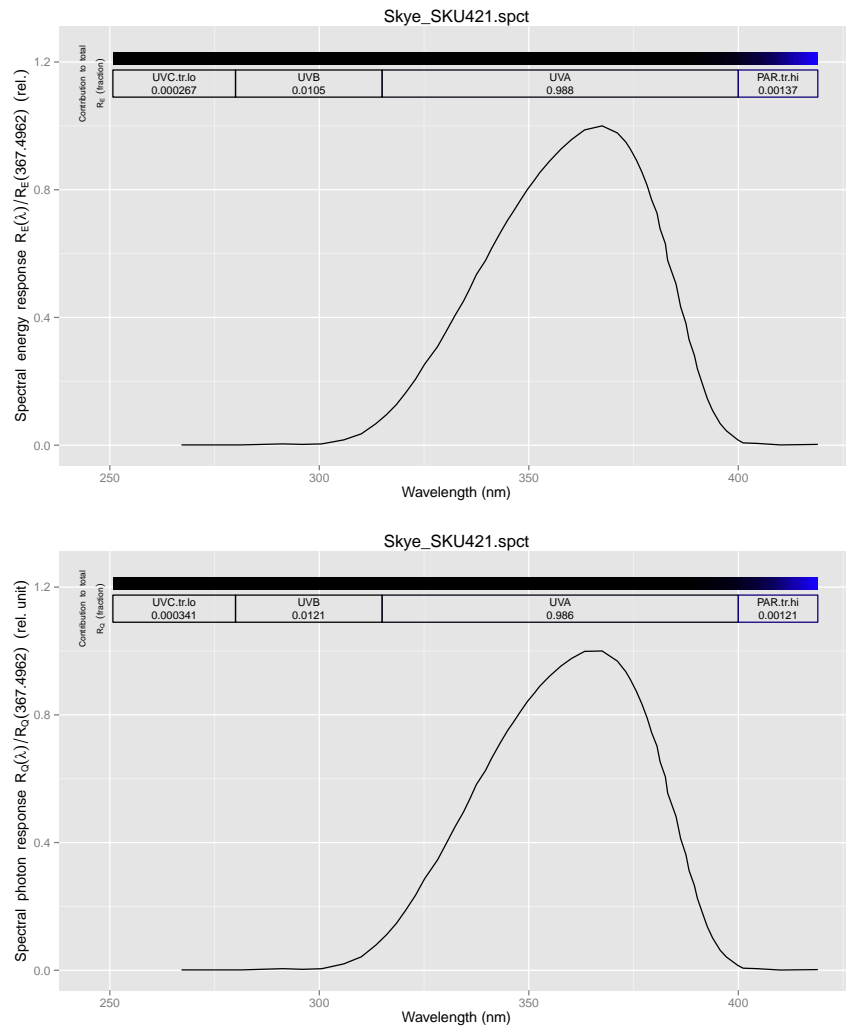 Skye_SKU421.spct
Spectral energy response R_E(λ)/R_E(367.4962) (rel.)
Contribution to total
R_E (fraction)
UVC.tr.lo UVB UVA PAR.tr.hi
0.000267 0.0105 0.988 0.00137
1.2
0.8
0.4
0.0
250 300 350 400
Wavelength (nm)
Skye_SKU421.spct
Spectral photon response R_Q(λ)/R_Q(367.4962) (rel. unit)
Contribution to total
R_Q (fraction)
UVC.tr.lo UVB UVA PAR.tr.hi
0.000341 0.0121 0.986 0.00121
1.2
0.8
0.4
0.0
250 300 350 400
Wavelength (nm)